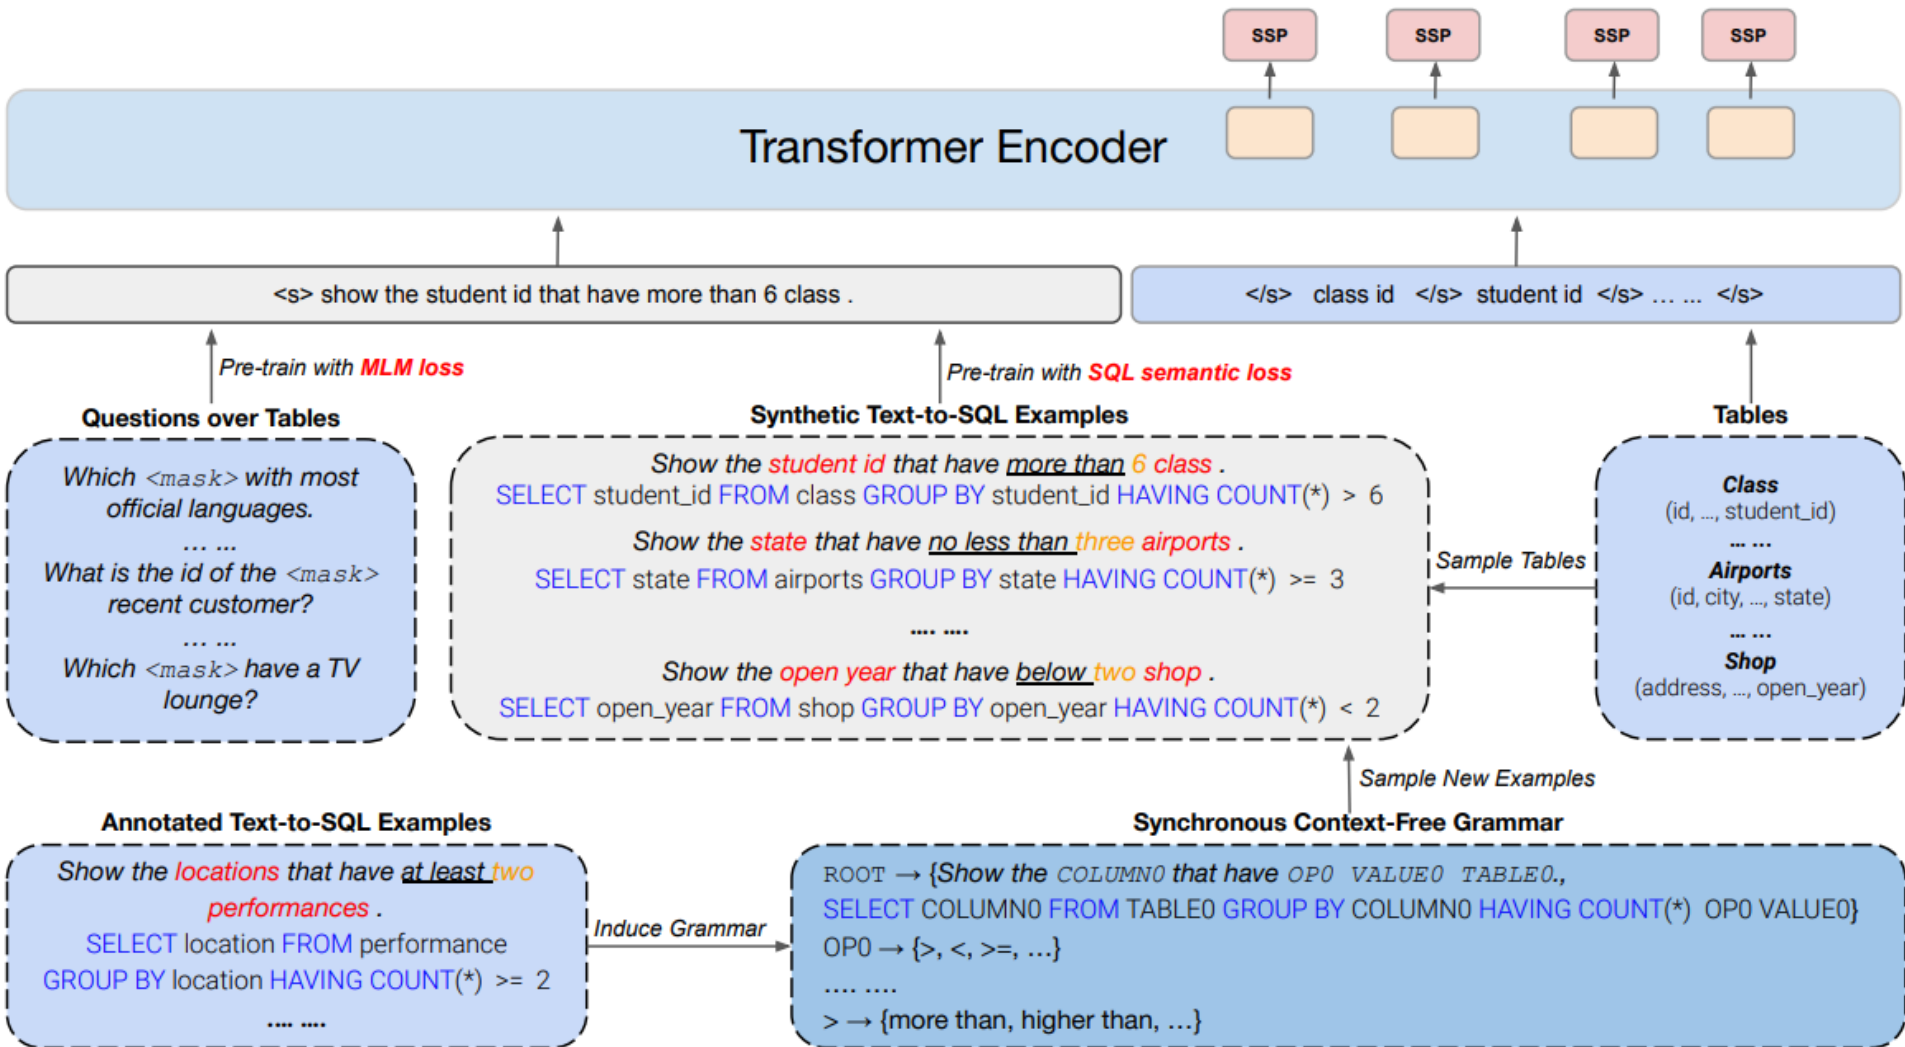 SSP SSP SSP SSP
Transformer Encoder
<s> show the student id that have more than 6 class .
</s> class id </s> student id </s> ... ... </s>
Pre-train with MLM loss
Pre-train with SQL semantic loss
Questions over Tables
Which <mask> with most
official languages.
... ...
What is the id of the <mask>
recent customer?
... ...
Which <mask> have a TV
lounge?
Synthetic Text-to-SQL Examples
Show the student id that have more than 6 class .
SELECT student_id FROM class GROUP BY student_id HAVING COUNT(*) > 6
Show the state that have no less than three airports .
SELECT state FROM airports GROUP BY state HAVING COUNT(*) >= 3
.... ....
Show the open year that have below two shop .
SELECT open_year FROM shop GROUP BY open_year HAVING COUNT(*) < 2
Sample Tables
Tables
Class
(id, ..., student_id)
... ...
Airports
(id, city, ..., state)
... ...
Shop
(address, ..., open_year)
Sample New Examples
Annotated Text-to-SQL Examples
Show the locations that have at least two
performances .
SELECT location FROM performance
GROUP BY location HAVING COUNT(*) >= 2
.... ....
Induce Grammar
Synchronous Context-Free Grammar
ROOT → {Show the COLUMN0 that have OP0 VALUE0 TABLE0.,
SELECT COLUMN0 FROM TABLE0 GROUP BY COLUMN0 HAVING COUNT(*) OP0 VALUE0}
OP0 → {>, <, >=, ...}
.... ....
> → {more than, higher than, ...}